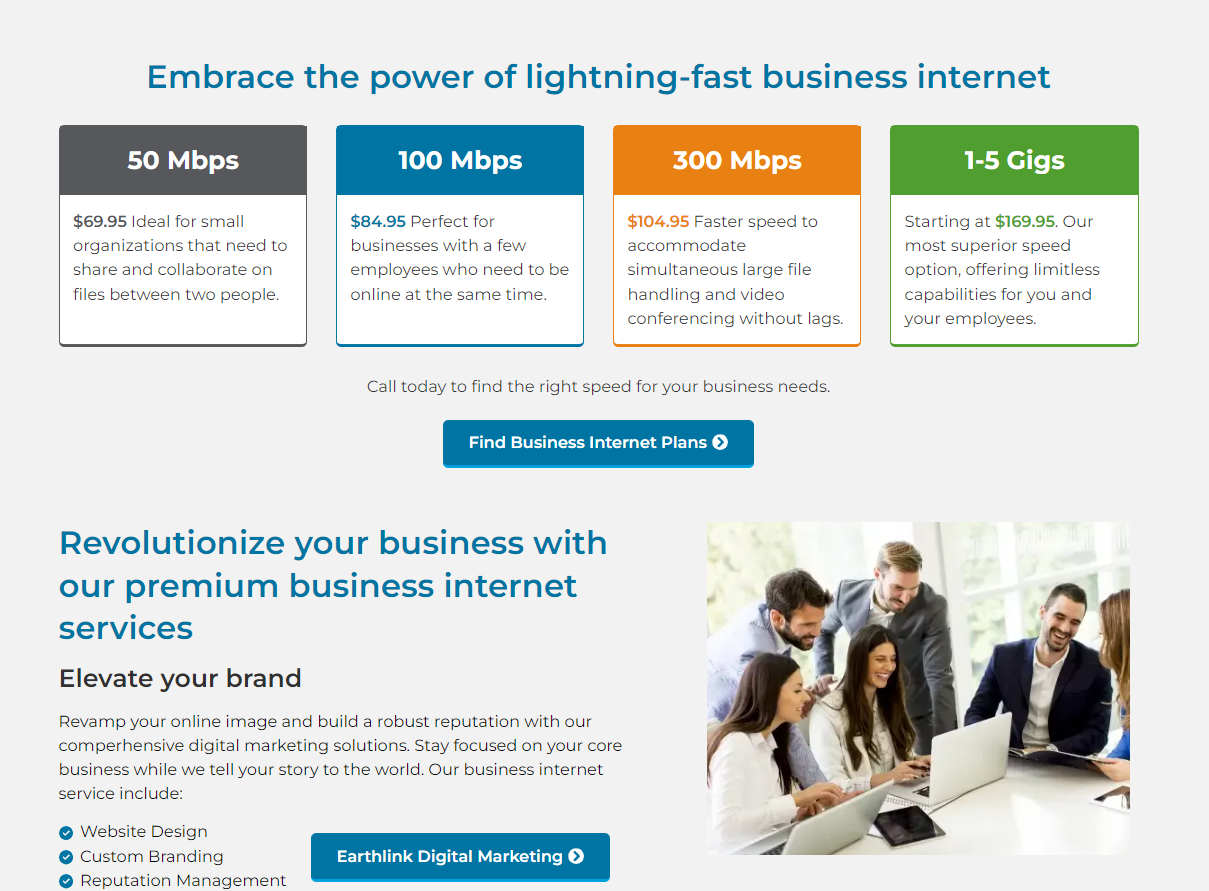 Embrace the power of lightning-fast business internet
50 Mbps
$69.95 Ideal for small
organizations that need to
share and collaborate on
files between two people.
100 Mbps
$84.95 Perfect for
businesses with a few
employees who need to be
online at the same time.
300 Mbps
$104.95 Faster speed to
accommodate
simultaneous large file
handling and video
conferencing without lags.
1-5 Gigs
Starting at $169.95. Our
most superior speed
option, offering limitless
capabilities for you and
your employees.
Call today to find the right speed for your business needs.
Find Business Internet Plans
Revolutionize your business with
our premium business internet
services
Elevate your brand
Revamp your online image and build a robust reputation with our
comperhensive digital marketing solutions. Stay focused on your core
business while we tell your story to the world. Our business internet
service include:
Website Design
Custom Branding
Reputation Management
Earthlink Digital Marketing